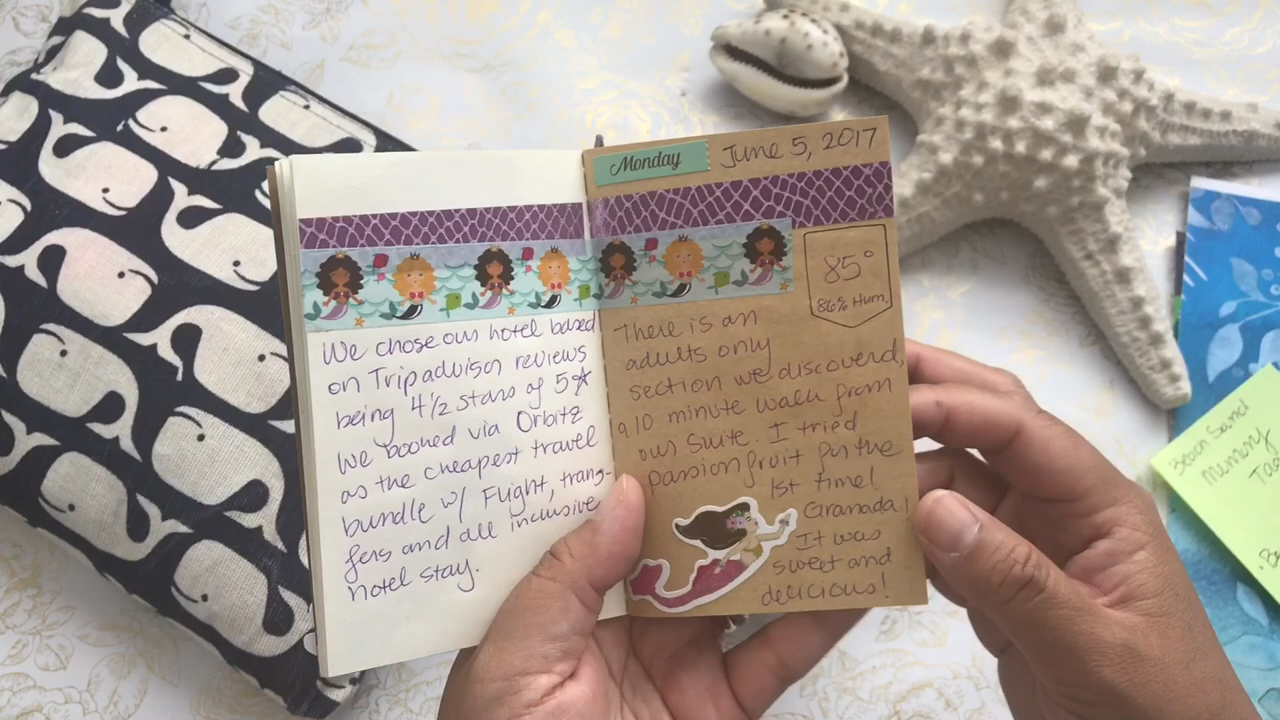 We chose our hotel based
on Tripadvisor reviews
being 4 1/2 stars of 5☆
We booked via Orbitz
as the cheapest travel
bundle w/ Flight, trans-
fers and all inclusive
hotel stay.
Monday June 5, 2017
85°
86% Hum.
There is an
adults only
section we discovered,
a 10 minute walk from
our suite. I tried
passionfruit for the
1st time!
Granada!
It was
sweet and
delicious!
Beach Sand
Memory